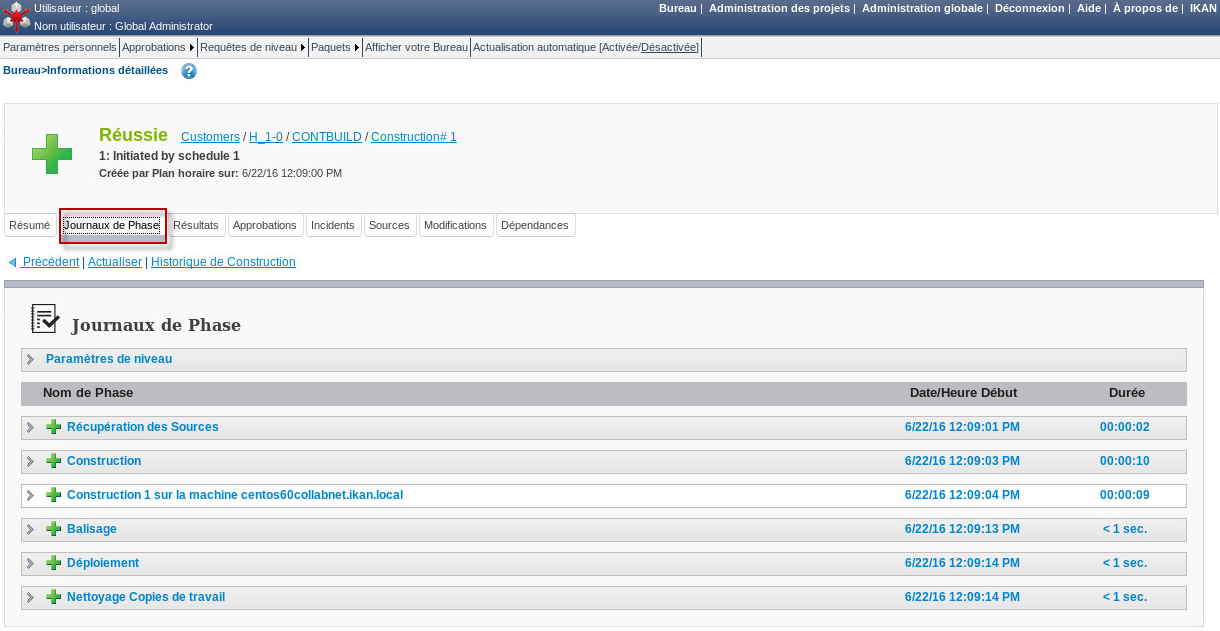 Utilisateur : global
Bureau | Administration des projets | Administration globale | Déconnexion | Aide | À propos de | IKAN
Nom utilisateur : Global Administrator
Paramètres personnels Approbations Requêtes de niveau Paquets Afficher votre Bureau Actualisation automatique [Activée/Désactivée]
Bureau>Informations détaillées
Réussie Customers / H_1-0 / CONTBUILD / Construction# 1
1: Initiated by schedule 1
Créée par Plan horaire sur: 6/22/16 12:09:00 PM
Résumé Journaux de Phase Résultats Approbations Incidents Sources Modifications Dépendances
Précédent | Actualiser | Historique de Construction
Journaux de Phase
Paramètres de niveau
Nom de Phase Date/Heure Début Durée
Récupération des Sources 6/22/16 12:09:01 PM 00:00:02
Construction 6/22/16 12:09:03 PM 00:00:10
Construction 1 sur la machine centos60collabnet.ikan.local 6/22/16 12:09:04 PM 00:00:09
Balisage 6/22/16 12:09:13 PM < 1 sec.
Déploiement 6/22/16 12:09:14 PM < 1 sec.
Nettoyage Copies de travail 6/22/16 12:09:14 PM < 1 sec.